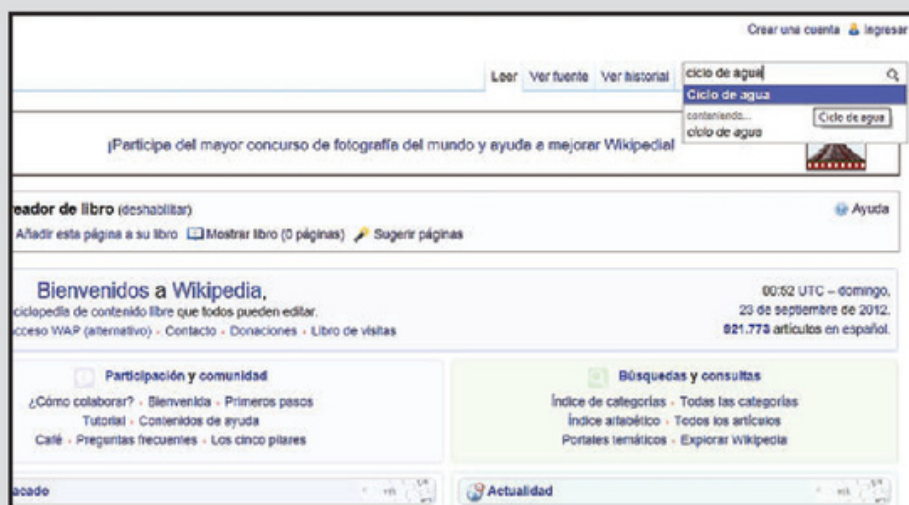 Crear una cuenta Ingresar
Leer Ver fuente Ver historial ciclo de agua
Ciclo de agua
conteniendo...
ciclo de agua
Ciclo de agua
¡Participa del mayor concurso de fotografía del mundo y ayuda a mejorar Wikipedia!
reador de libro (deshabilitar) Ayuda
Añadir esta página a su libro Mostrar libro (0 páginas) Sugerir páginas
Bienvenidos a Wikipedia,
ciclopedia de contenido libre que todos pueden editar.
cceso WAP (alternativo) · Contacto · Donaciones · Libro de visitas
00:52 UTC – domingo,
23 de septiembre de 2012.
921.773 artículos en español.
Participación y comunidad
¿Cómo colaborar? · Bienvenida · Primeros pasos
Tutorial · Contenidos de ayuda
Café · Preguntas frecuentes · Los cinco pilares
Búsquedas y consultas
Índice de categorías · Todas las categorías
Índice alfabético · Todos los artículos
Portales temáticos · Explorar Wikipedia
acado
Actualidad